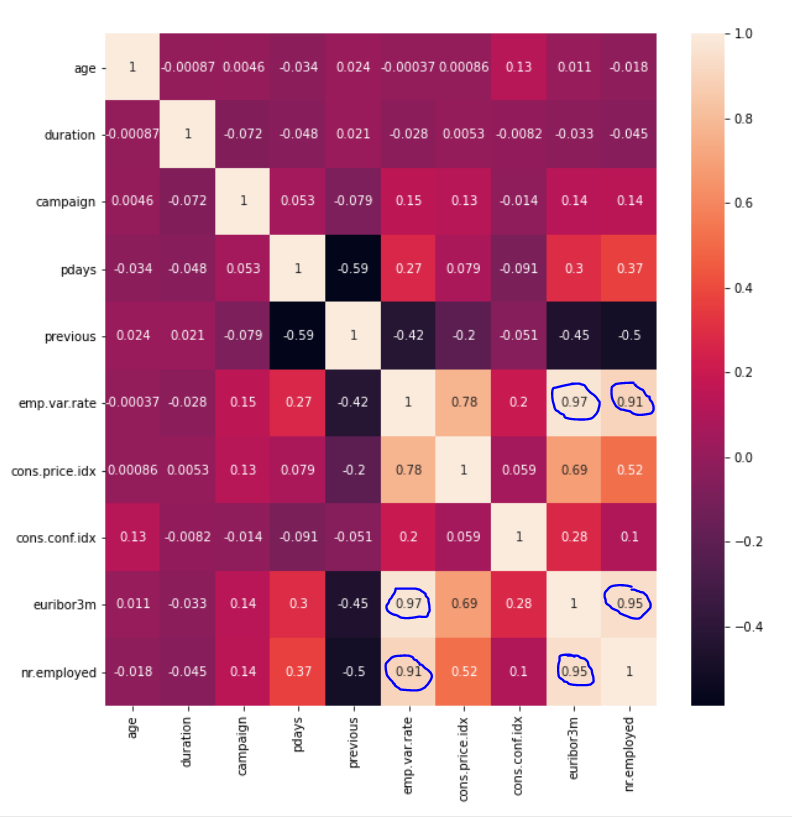 age 1 -0.00087 0.0046 -0.034 0.024 -0.00037 0.00086 0.13 0.011 -0.018
duration -0.00087 1 -0.072 -0.048 0.021 -0.028 0.0053 -0.0082 -0.033 -0.045
campaign 0.0046 -0.072 1 0.053 -0.079 0.15 0.13 -0.014 0.14 0.14
pdays -0.034 -0.048 0.053 1 -0.59 0.27 0.079 -0.091 0.3 0.37
previous 0.024 0.021 -0.079 -0.59 1 -0.42 -0.2 -0.051 -0.45 -0.5
emp.var.rate -0.00037 -0.028 0.15 0.27 -0.42 1 0.78 0.2 0.97 0.91
cons.price.idx 0.00086 0.0053 0.13 0.079 -0.2 0.78 1 0.059 0.69 0.52
cons.conf.idx 0.13 -0.0082 -0.014 -0.091 -0.051 0.2 0.059 1 0.28 0.1
euribor3m 0.011 -0.033 0.14 0.3 -0.45 0.97 0.69 0.28 1 0.95
nr.employed -0.018 -0.045 0.14 0.37 -0.5 0.91 0.52 0.1 0.95 1
age duration campaign pdays previous emp.var.rate cons.price.idx cons.conf.idx euribor3m nr.employed
1.0
0.8
0.6
0.4
0.2
0.0
−0.2
−0.4